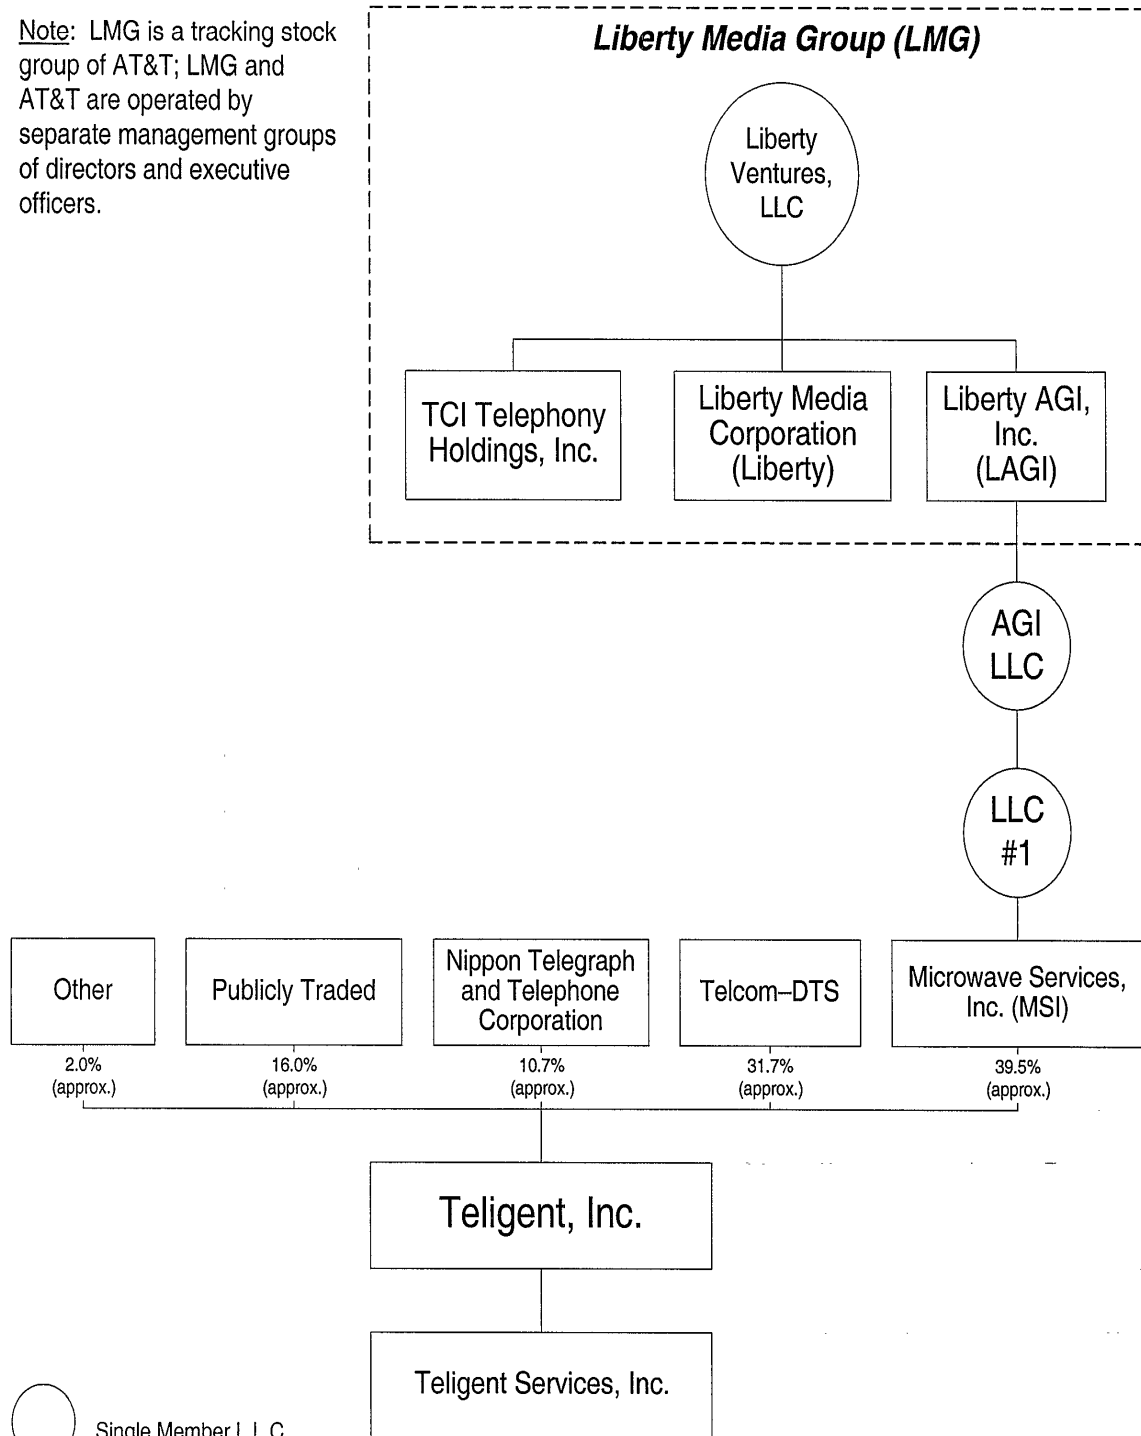 Note: LMG is a tracking stock
group of AT&T; LMG and
AT&T are operated by
separate management groups
of directors and executive
officers.
Liberty Media Group (LMG)
Liberty
Ventures,
LLC
TCI Telephony
Holdings, Inc.
Liberty Media
Corporation
(Liberty)
Liberty AGI,
Inc.
(LAGI)
AGI
LLC
LLC
#1
Other
Publicly Traded
Nippon Telegraph
and Telephone
Corporation
Telcom–DTS
Microwave Services,
Inc. (MSI)
2.0%
(approx.)
16.0%
(approx.)
10.7%
(approx.)
31.7%
(approx.)
39.5%
(approx.)
Teligent, Inc.
Teligent Services, Inc.
Single Member L.L.C.